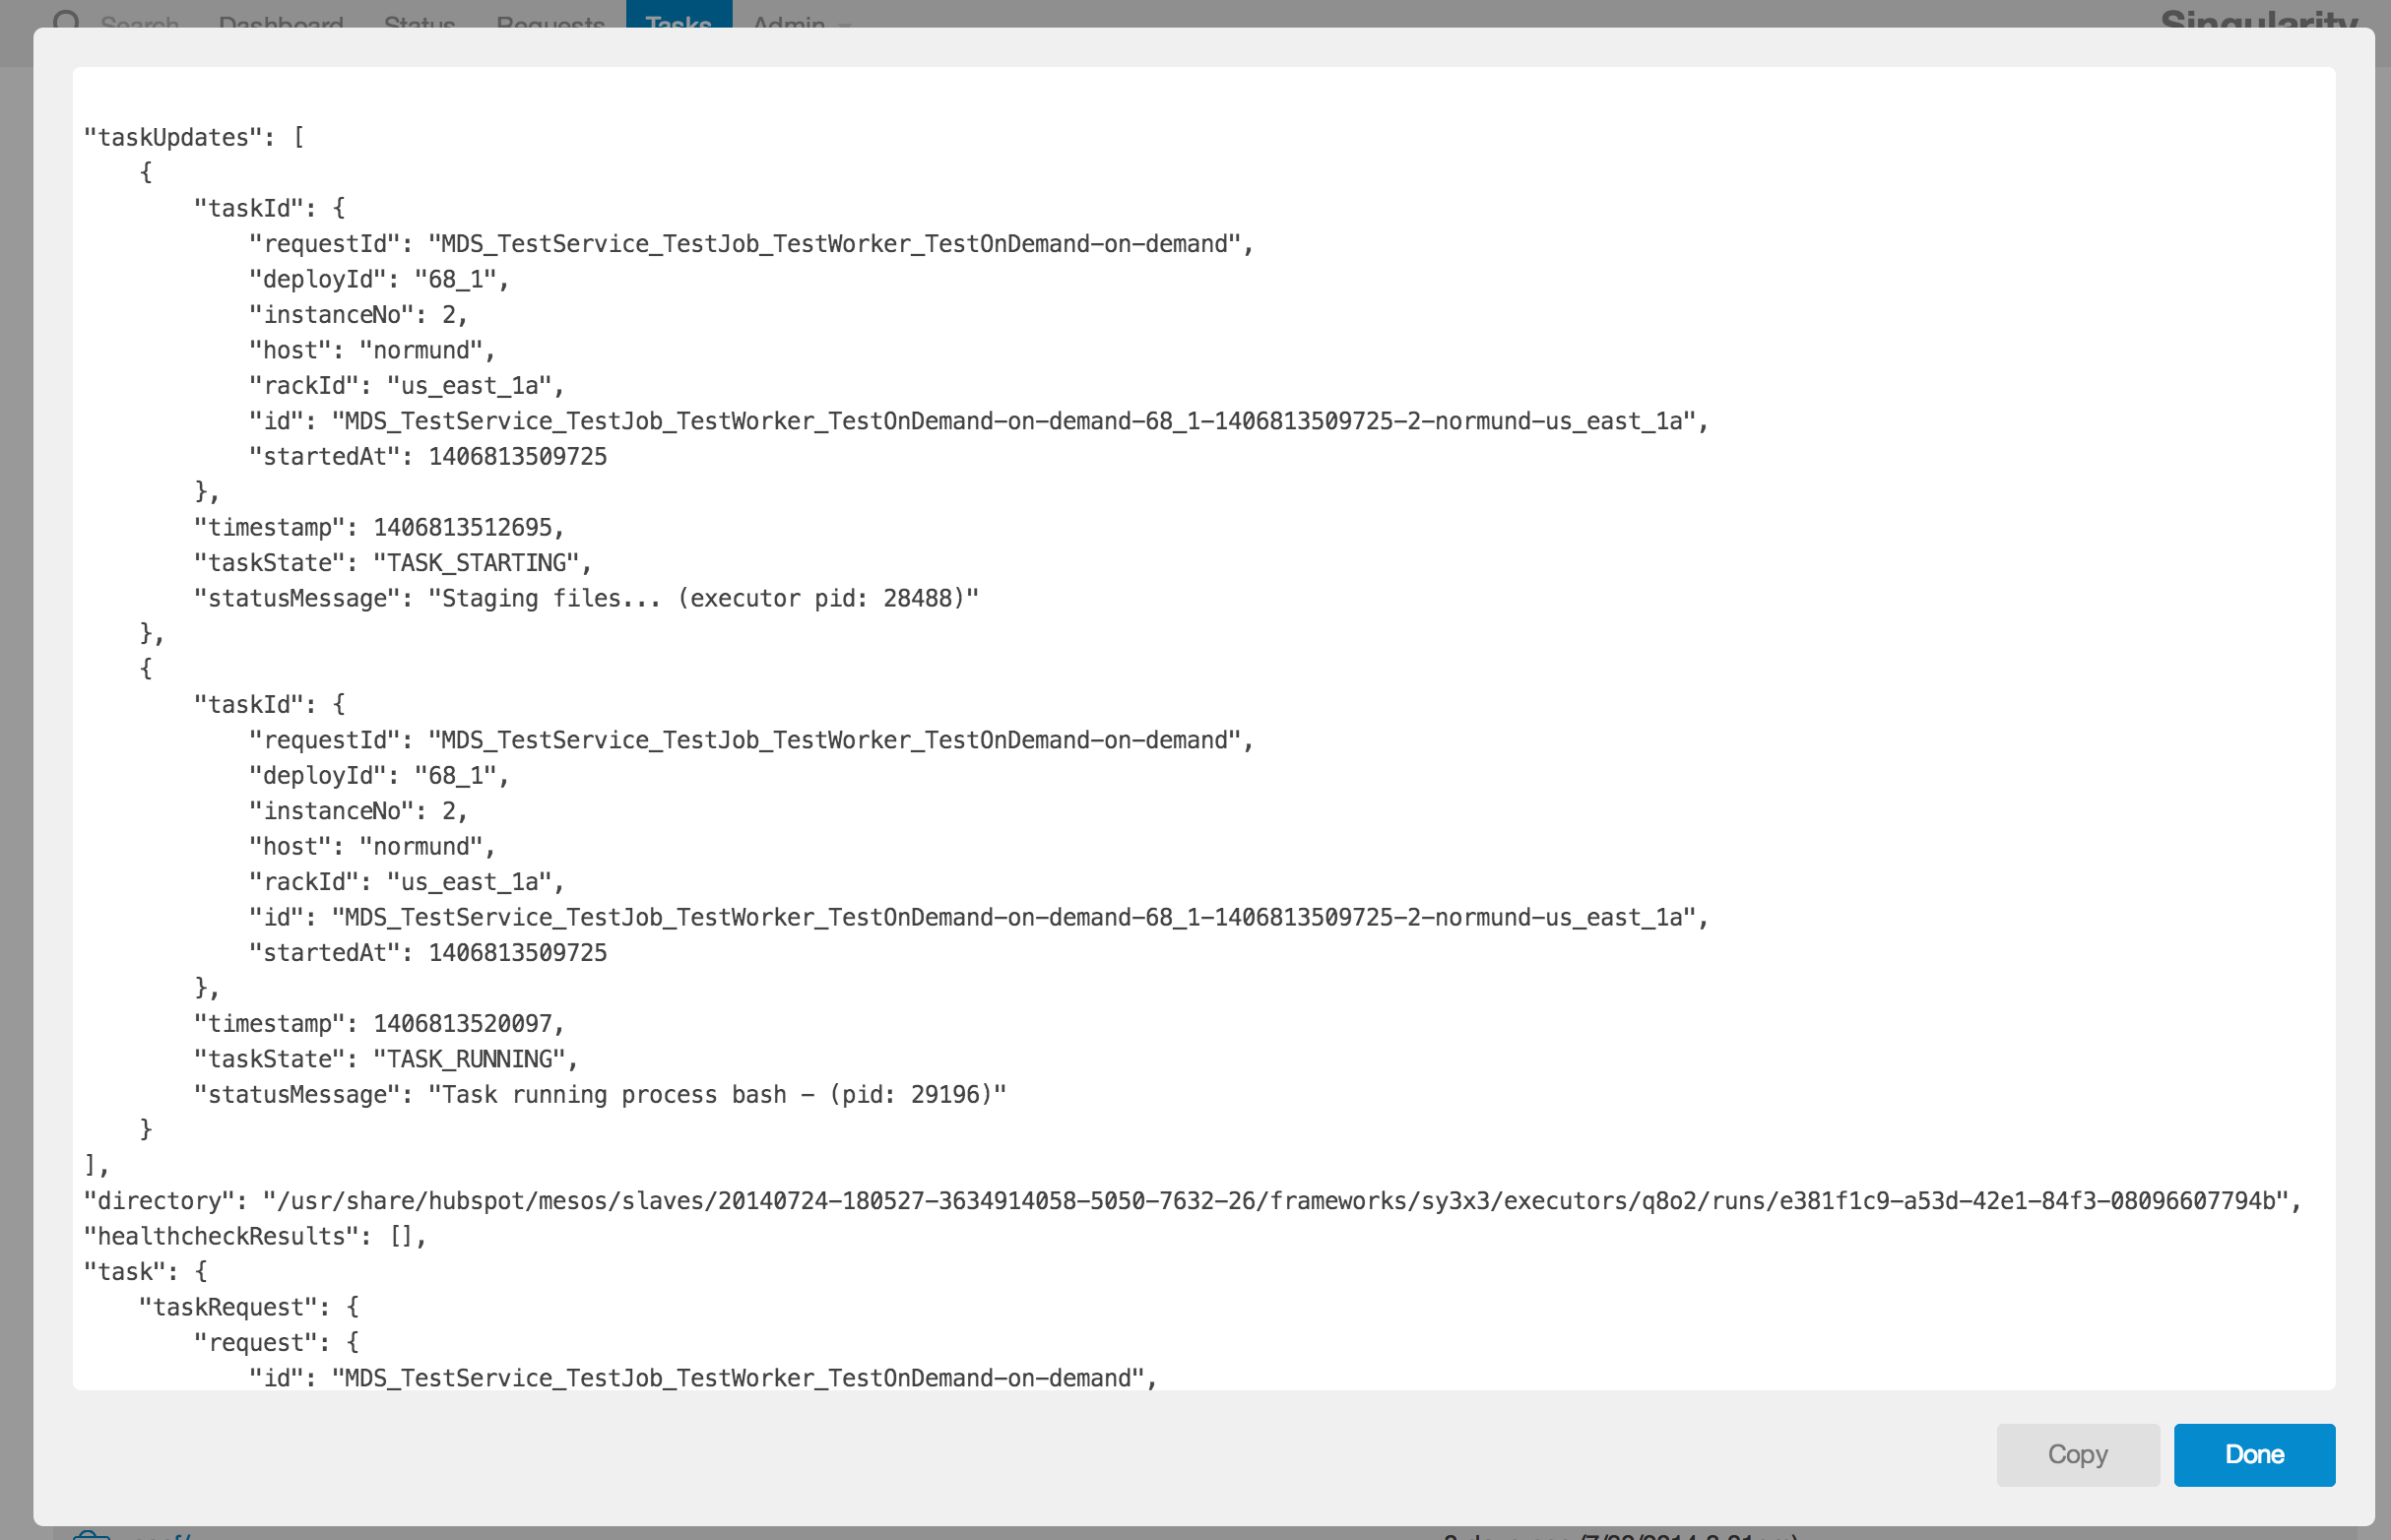 Search Dashboard Status Requests Tasks Admin Singularity
"taskUpdates": [
{
"taskId": {
"requestId": "MDS_TestService_TestJob_TestWorker_TestOnDemand-on-demand",
"deployId": "68_1",
"instanceNo": 2,
"host": "normund",
"rackId": "us_east_1a",
"id": "MDS_TestService_TestJob_TestWorker_TestOnDemand-on-demand-68_1-1406813509725-2-normund-us_east_1a",
"startedAt": 1406813509725
},
"timestamp": 1406813512695,
"taskState": "TASK_STARTING",
"statusMessage": "Staging files... (executor pid: 28488)"
},
{
"taskId": {
"requestId": "MDS_TestService_TestJob_TestWorker_TestOnDemand-on-demand",
"deployId": "68_1",
"instanceNo": 2,
"host": "normund",
"rackId": "us_east_1a",
"id": "MDS_TestService_TestJob_TestWorker_TestOnDemand-on-demand-68_1-1406813509725-2-normund-us_east_1a",
"startedAt": 1406813509725
},
"timestamp": 1406813520097,
"taskState": "TASK_RUNNING",
"statusMessage": "Task running process bash - (pid: 29196)"
}
],
"directory": "/usr/share/hubspot/mesos/slaves/20140724-180527-3634914058-5050-7632-26/frameworks/sy3x3/executors/q8o2/runs/e381f1c9-a53d-42e1-84f3-08096607794b",
"healthcheckResults": [],
"task": {
"taskRequest": {
"request": {
"id": "MDS_TestService_TestJob_TestWorker_TestOnDemand-on-demand",
Copy Done